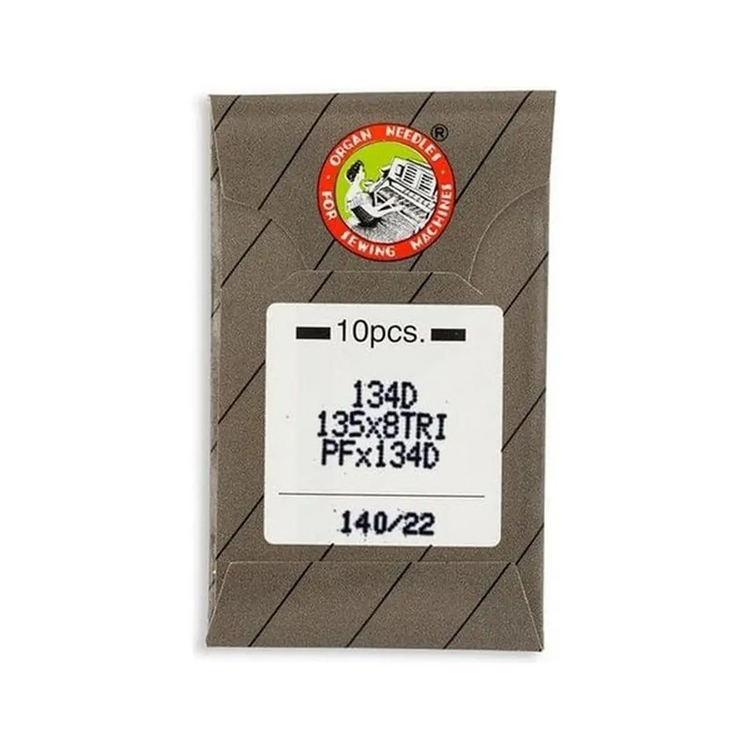 ORGAN NEEDLES ®
FOR SEWING MACHINES
10pcs.
134D
135x8TRI
PFx134D
140/22